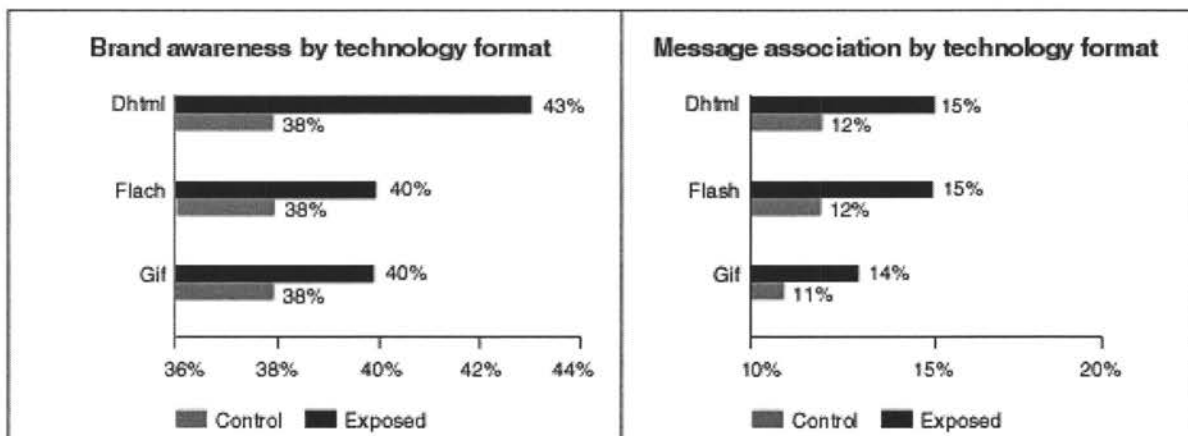 Brand awareness by technology format
Dhtml
43%
38%
Flach
40%
38%
Gif
40%
38%
36% 38% 40% 42% 44%
Control Exposed
Message association by technology format
Dhtml
15%
12%
Flash
15%
12%
Gif
14%
11%
10% 15% 20%
Control Exposed